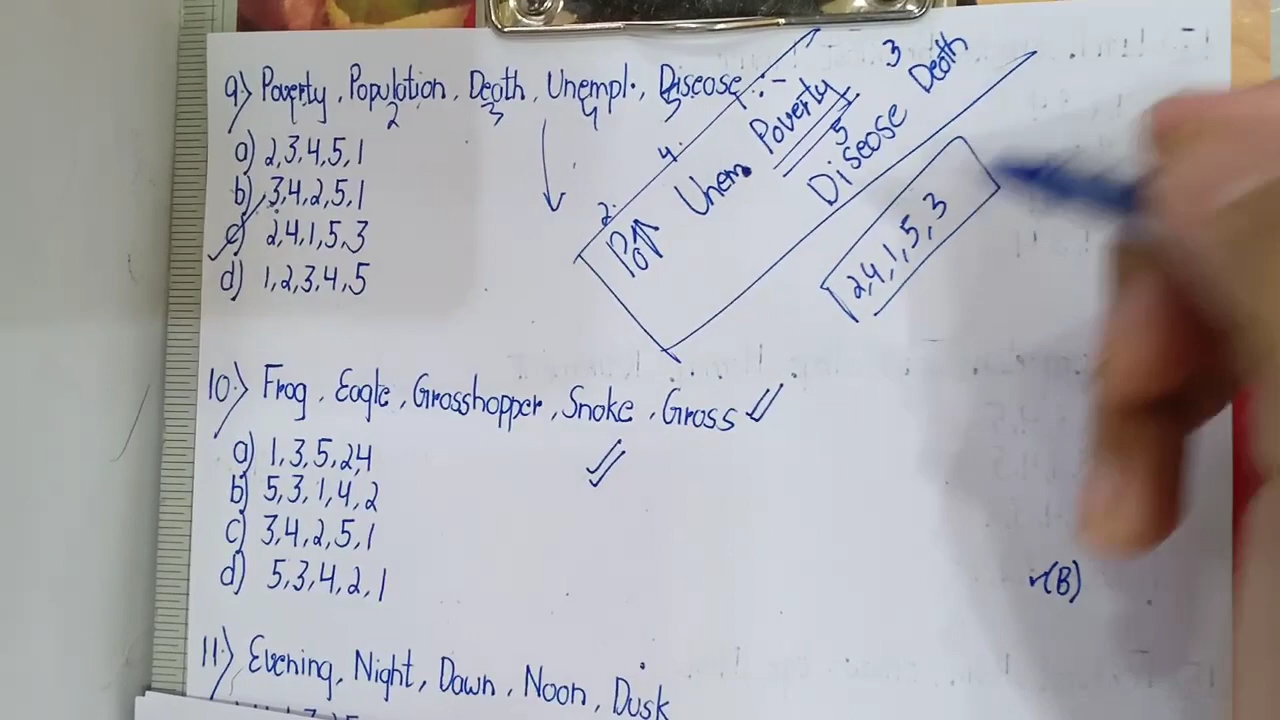 9) Poverty, Population, Death, Unempl., Disease :-
2 3 4 5
a) 2,3,4,5,1
b) 3,4,2,5,1
c) 2,4,1,5,3
d) 1,2,3,4,5
2. 4. 1 5 3
Pop Unem Poverty Disease Death
2,4,1,5,3
10) Frog, Eagle, Grasshopper, Snake, Grass
a) 1,3,5,2,4
b) 5,3,1,4,2
c) 3,4,2,5,1
d) 5,3,4,2,1
(B)
11) Evening, Night, Dawn, Noon, Dusk